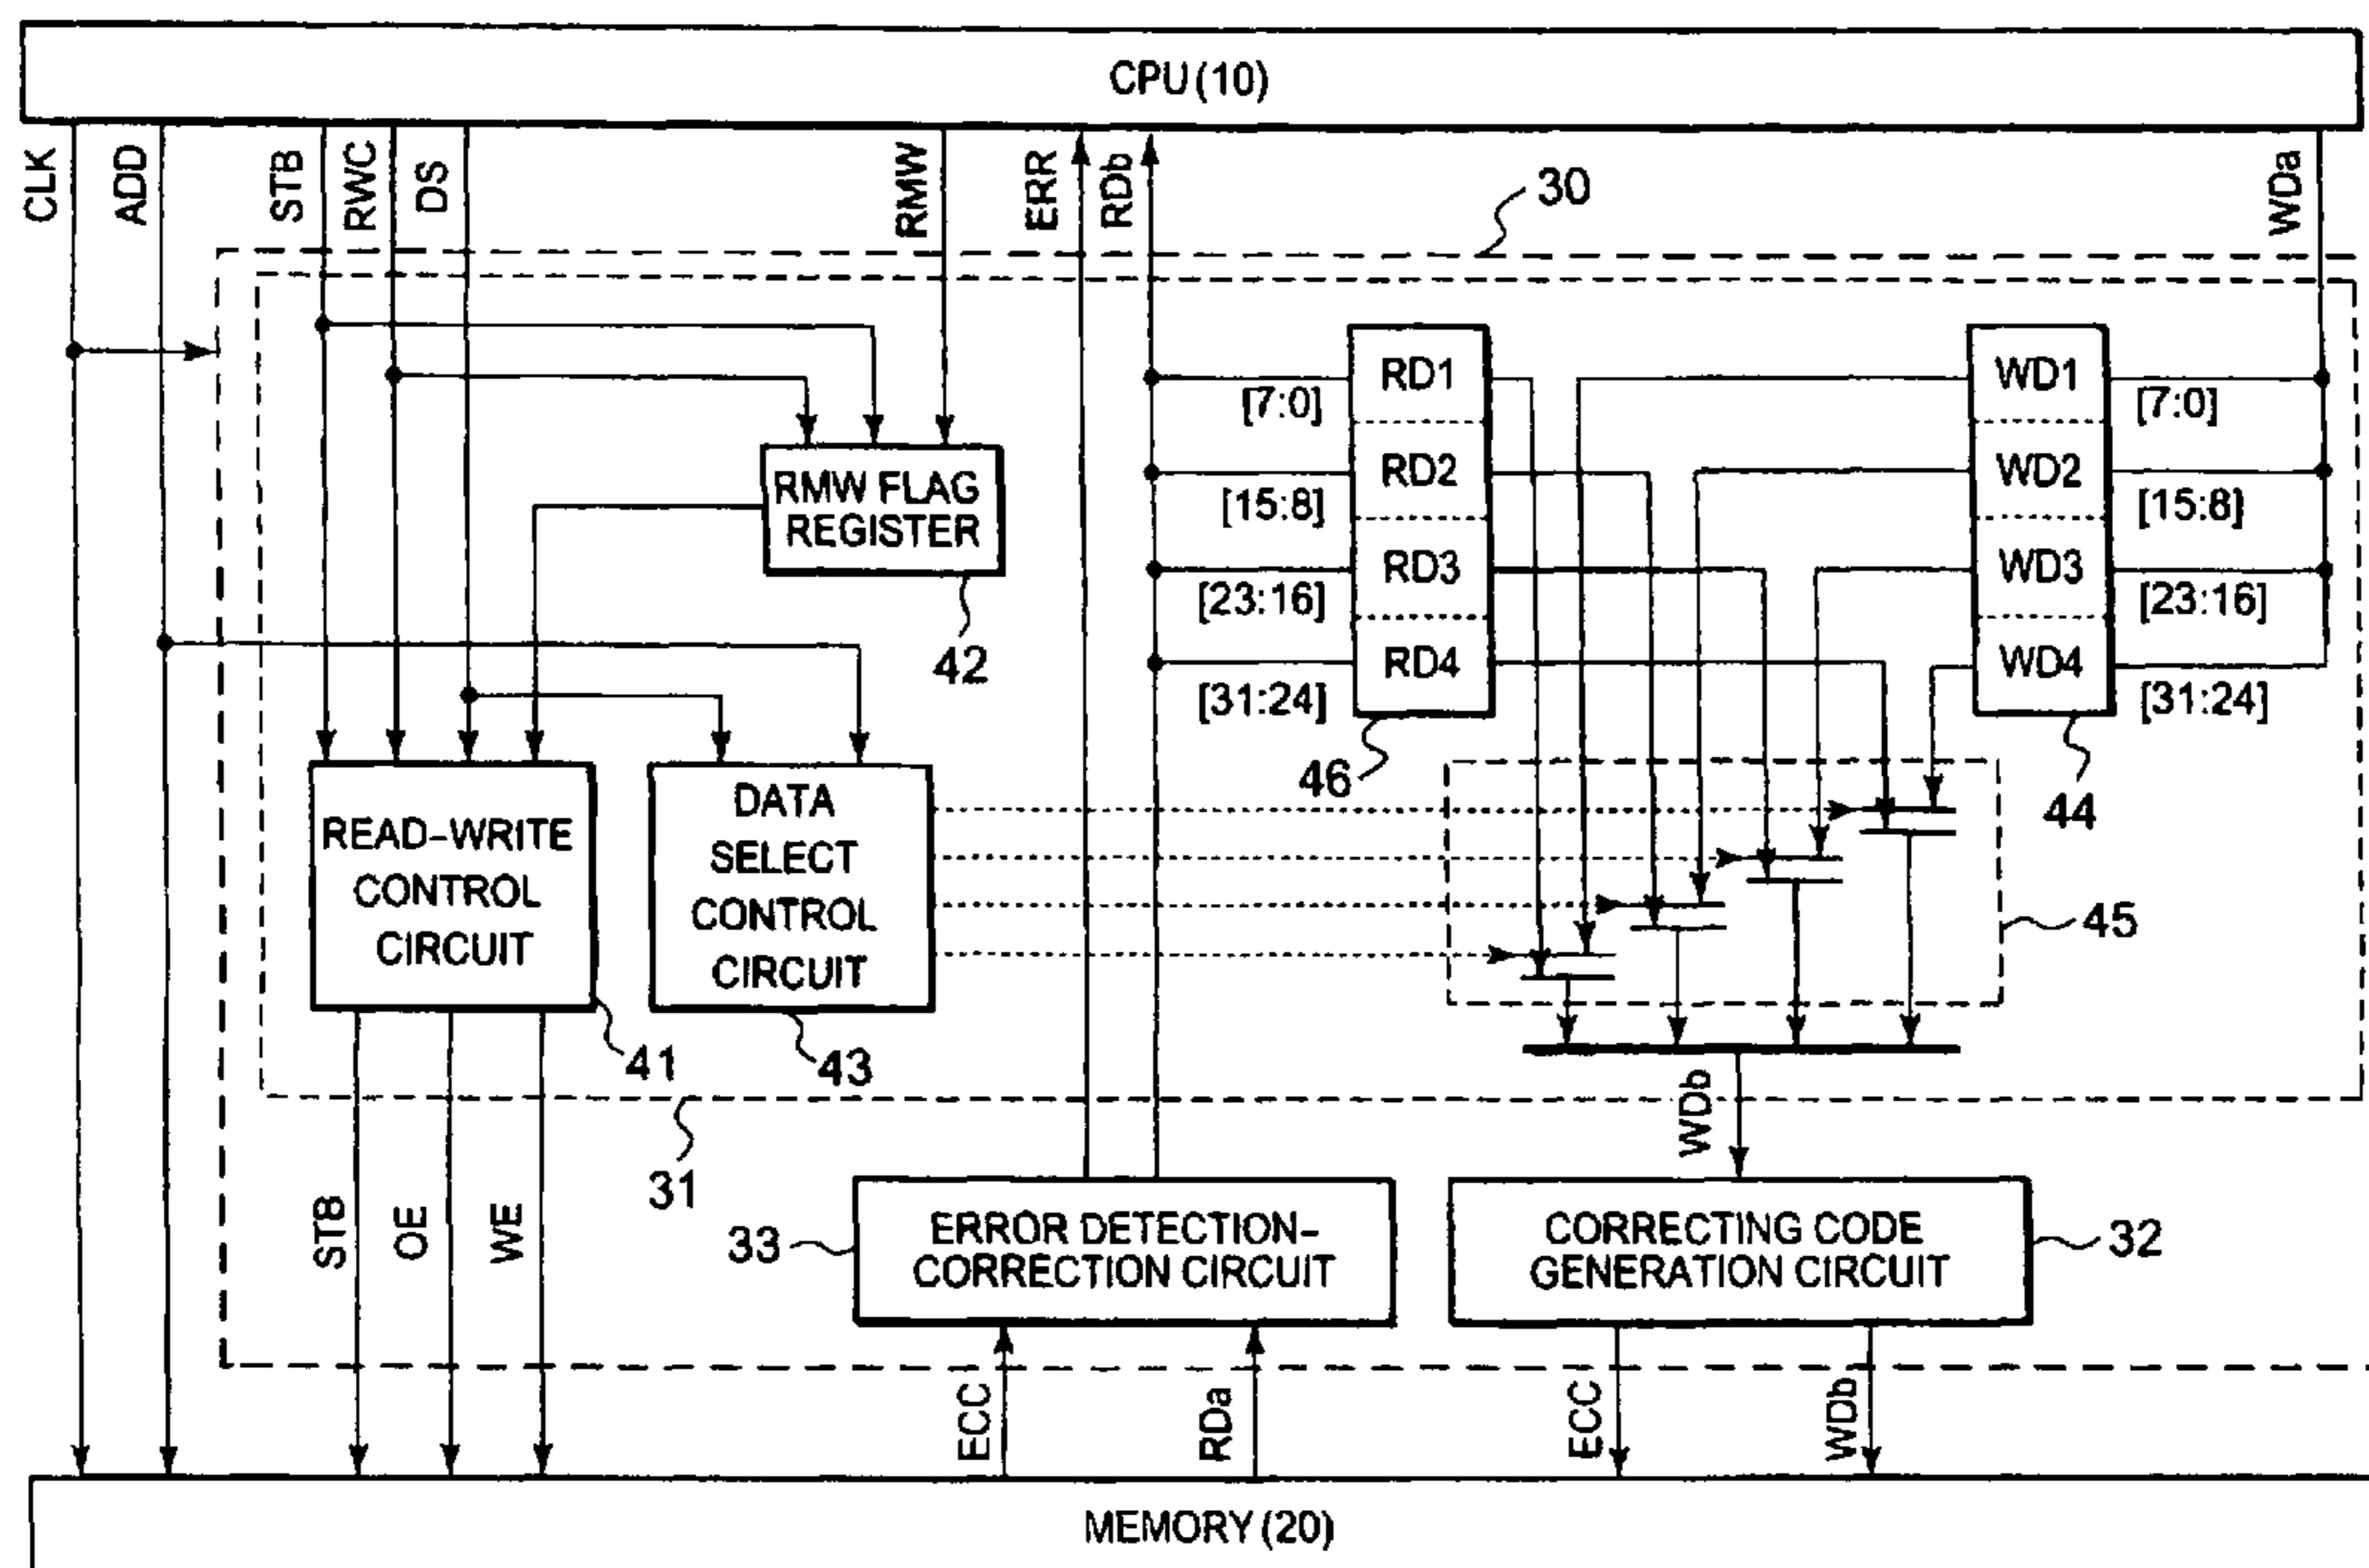 CPU(10)
CLK
ADD
STB
RWC
DS
RMW
ERR
RDb
WDa
30
RD1
RD2
RD3
RD4
[7:0]
[15:8]
[23:16]
[31:24]
WD1
WD2
WD3
WD4
[7:0]
[15:8]
[23:16]
[31:24]
RMW FLAG
REGISTER
42
46
44
READ-WRITE
CONTROL
CIRCUIT
41
DATA
SELECT
CONTROL
CIRCUIT
43
45
31
WDb
STB
OE
WE
33
ERROR DETECTION-
CORRECTION CIRCUIT
CORRECTING CODE
GENERATION CIRCUIT
32
ECC
RDa
ECC
WDb
MEMORY(20)